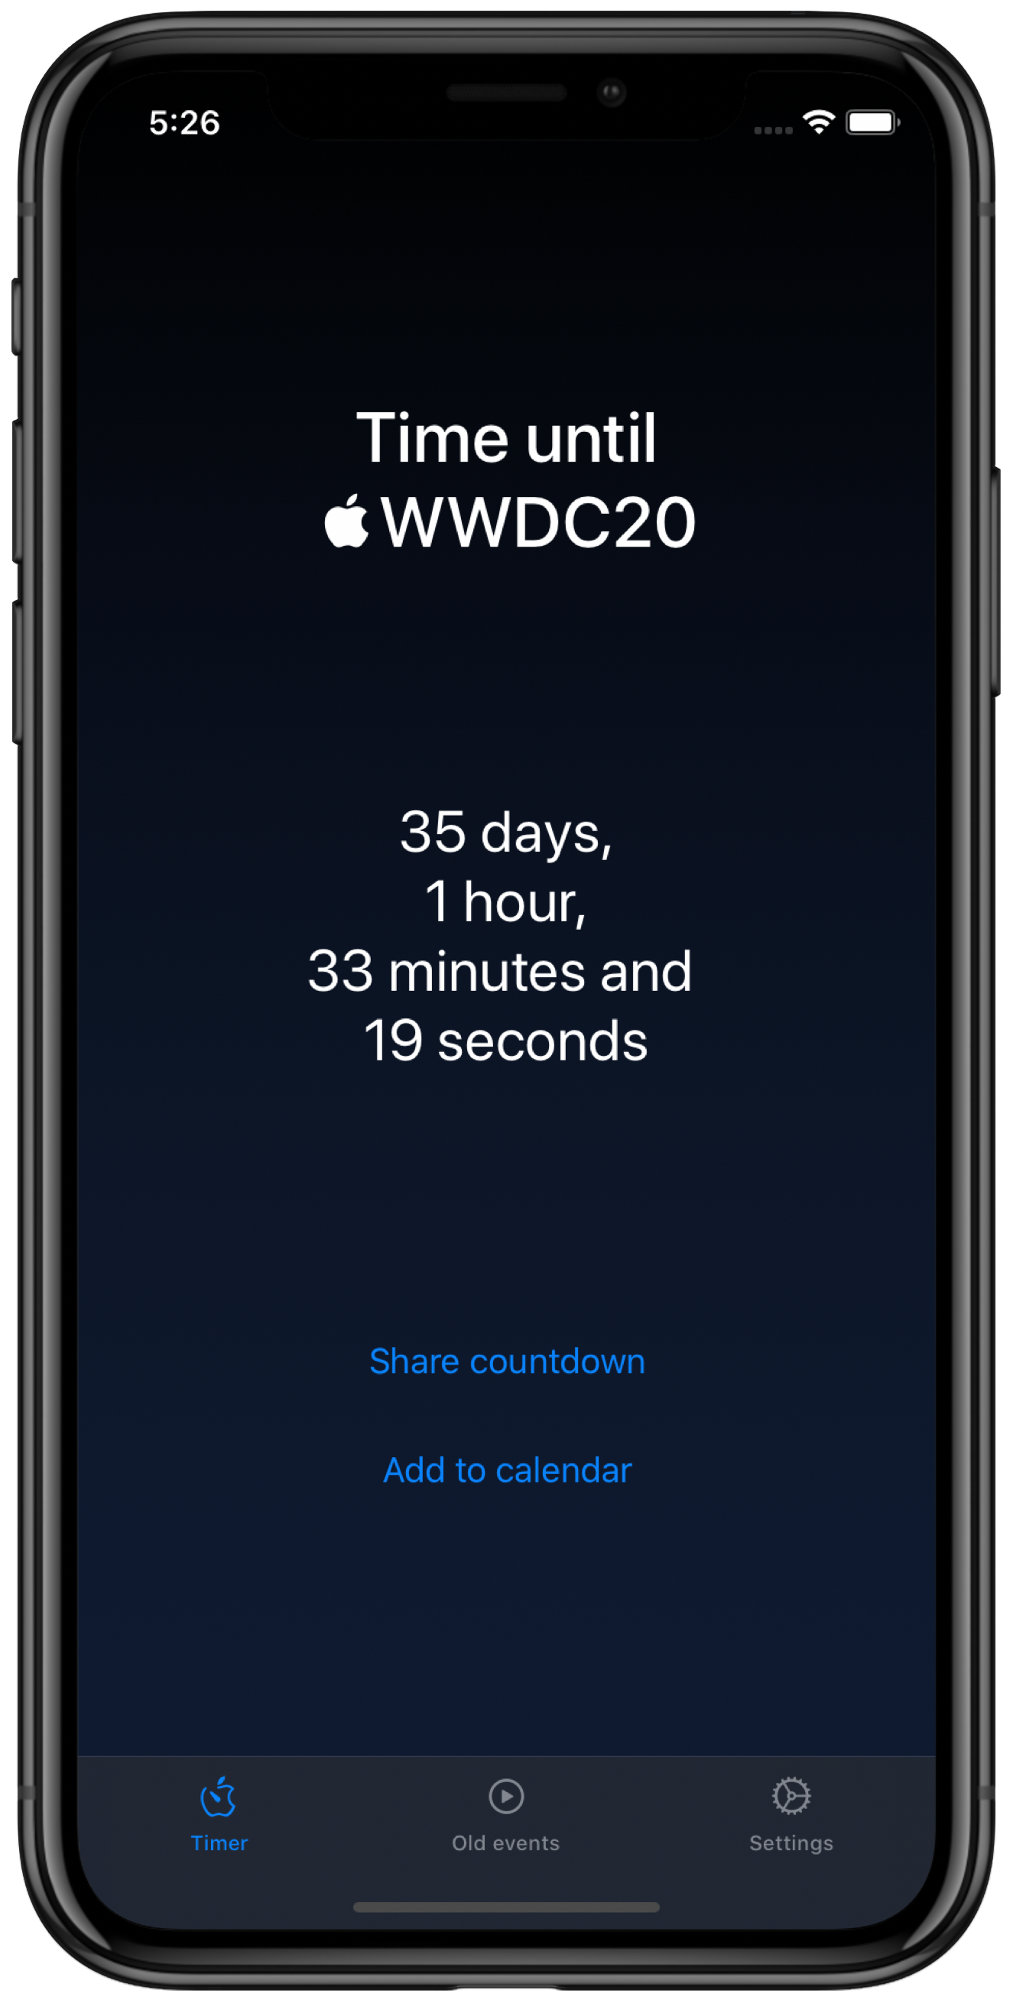 5:26
Time until
WWDC20
35 days,
1 hour,
33 minutes and
19 seconds
Share countdown
Add to calendar
Timer
Old events
Settings